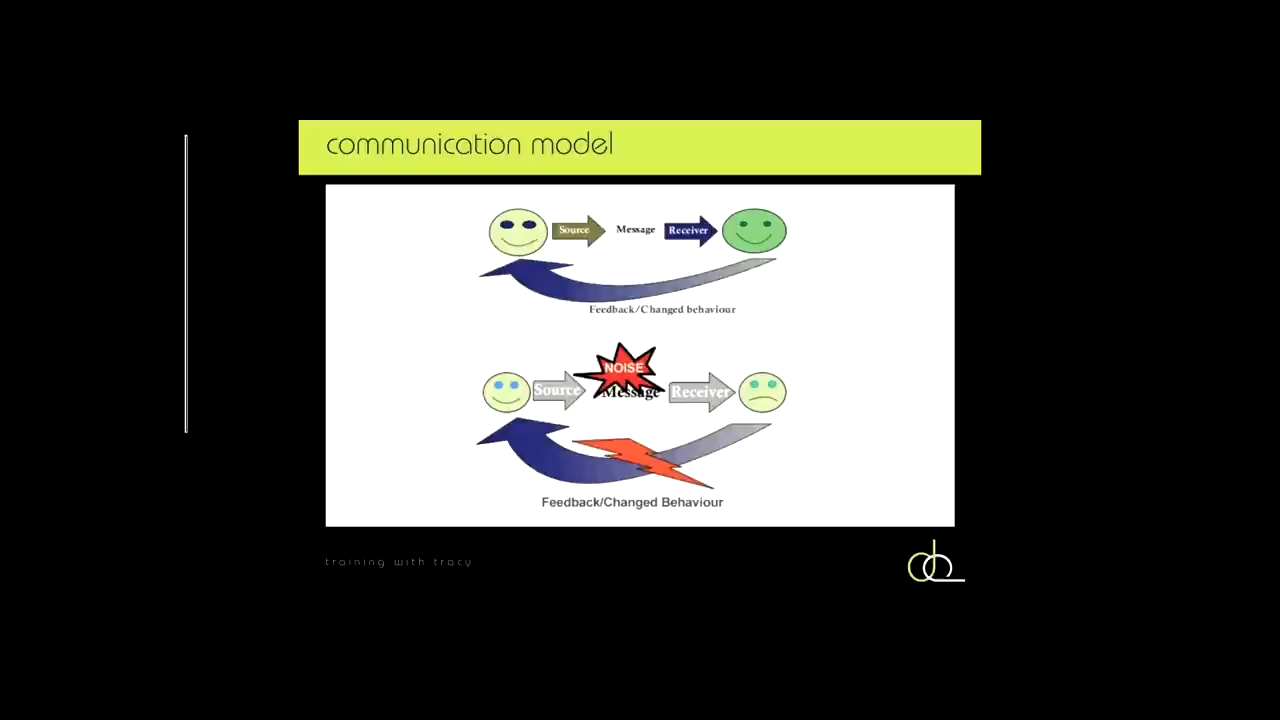 communication model
Source Message Receiver
Feedback/Changed behaviour
NOISE
Source Message Receiver
Feedback/Changed Behaviour
training with tracy